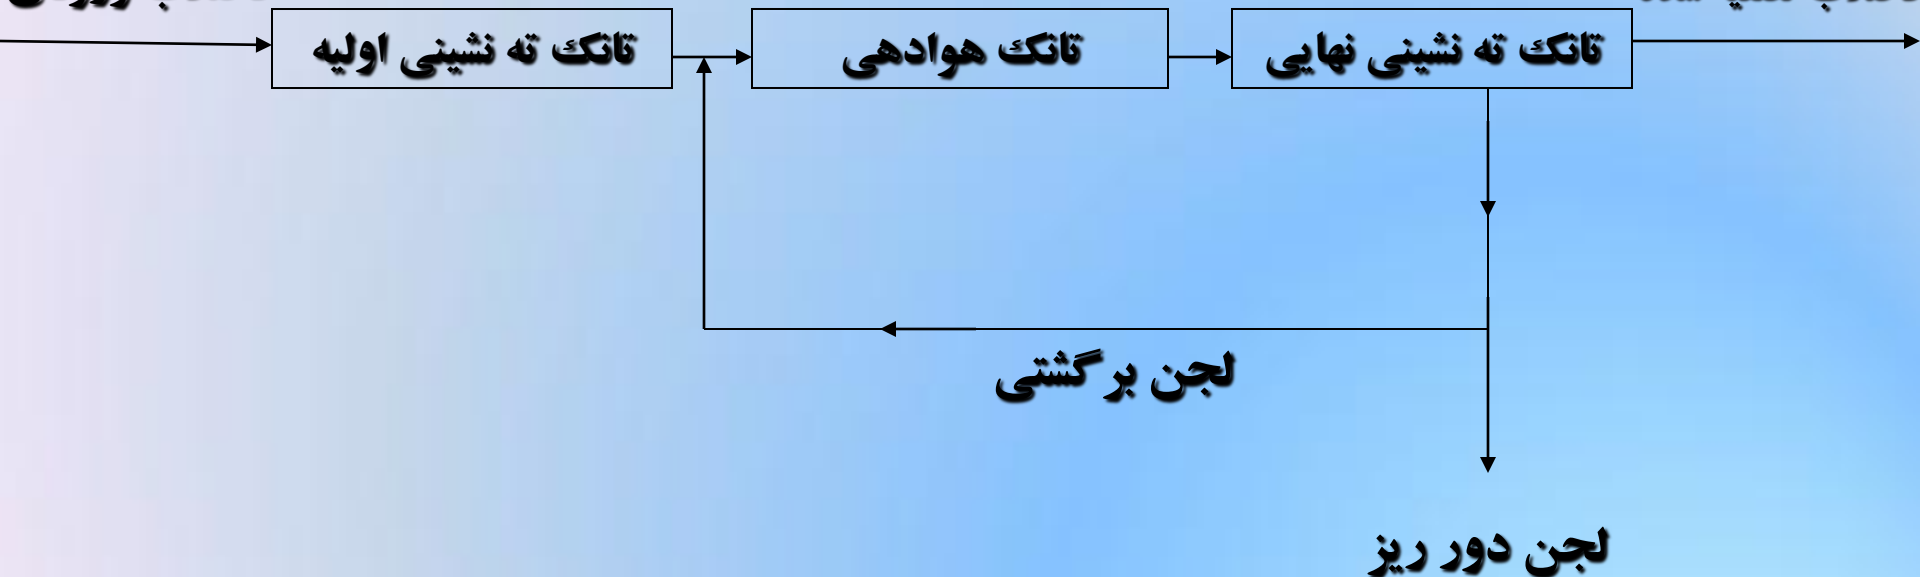 تانک ته نشینی اولیه
تانک هوادهی
تانک ته نشینی نهایی
لجن برگشتی
لجن دور ریز